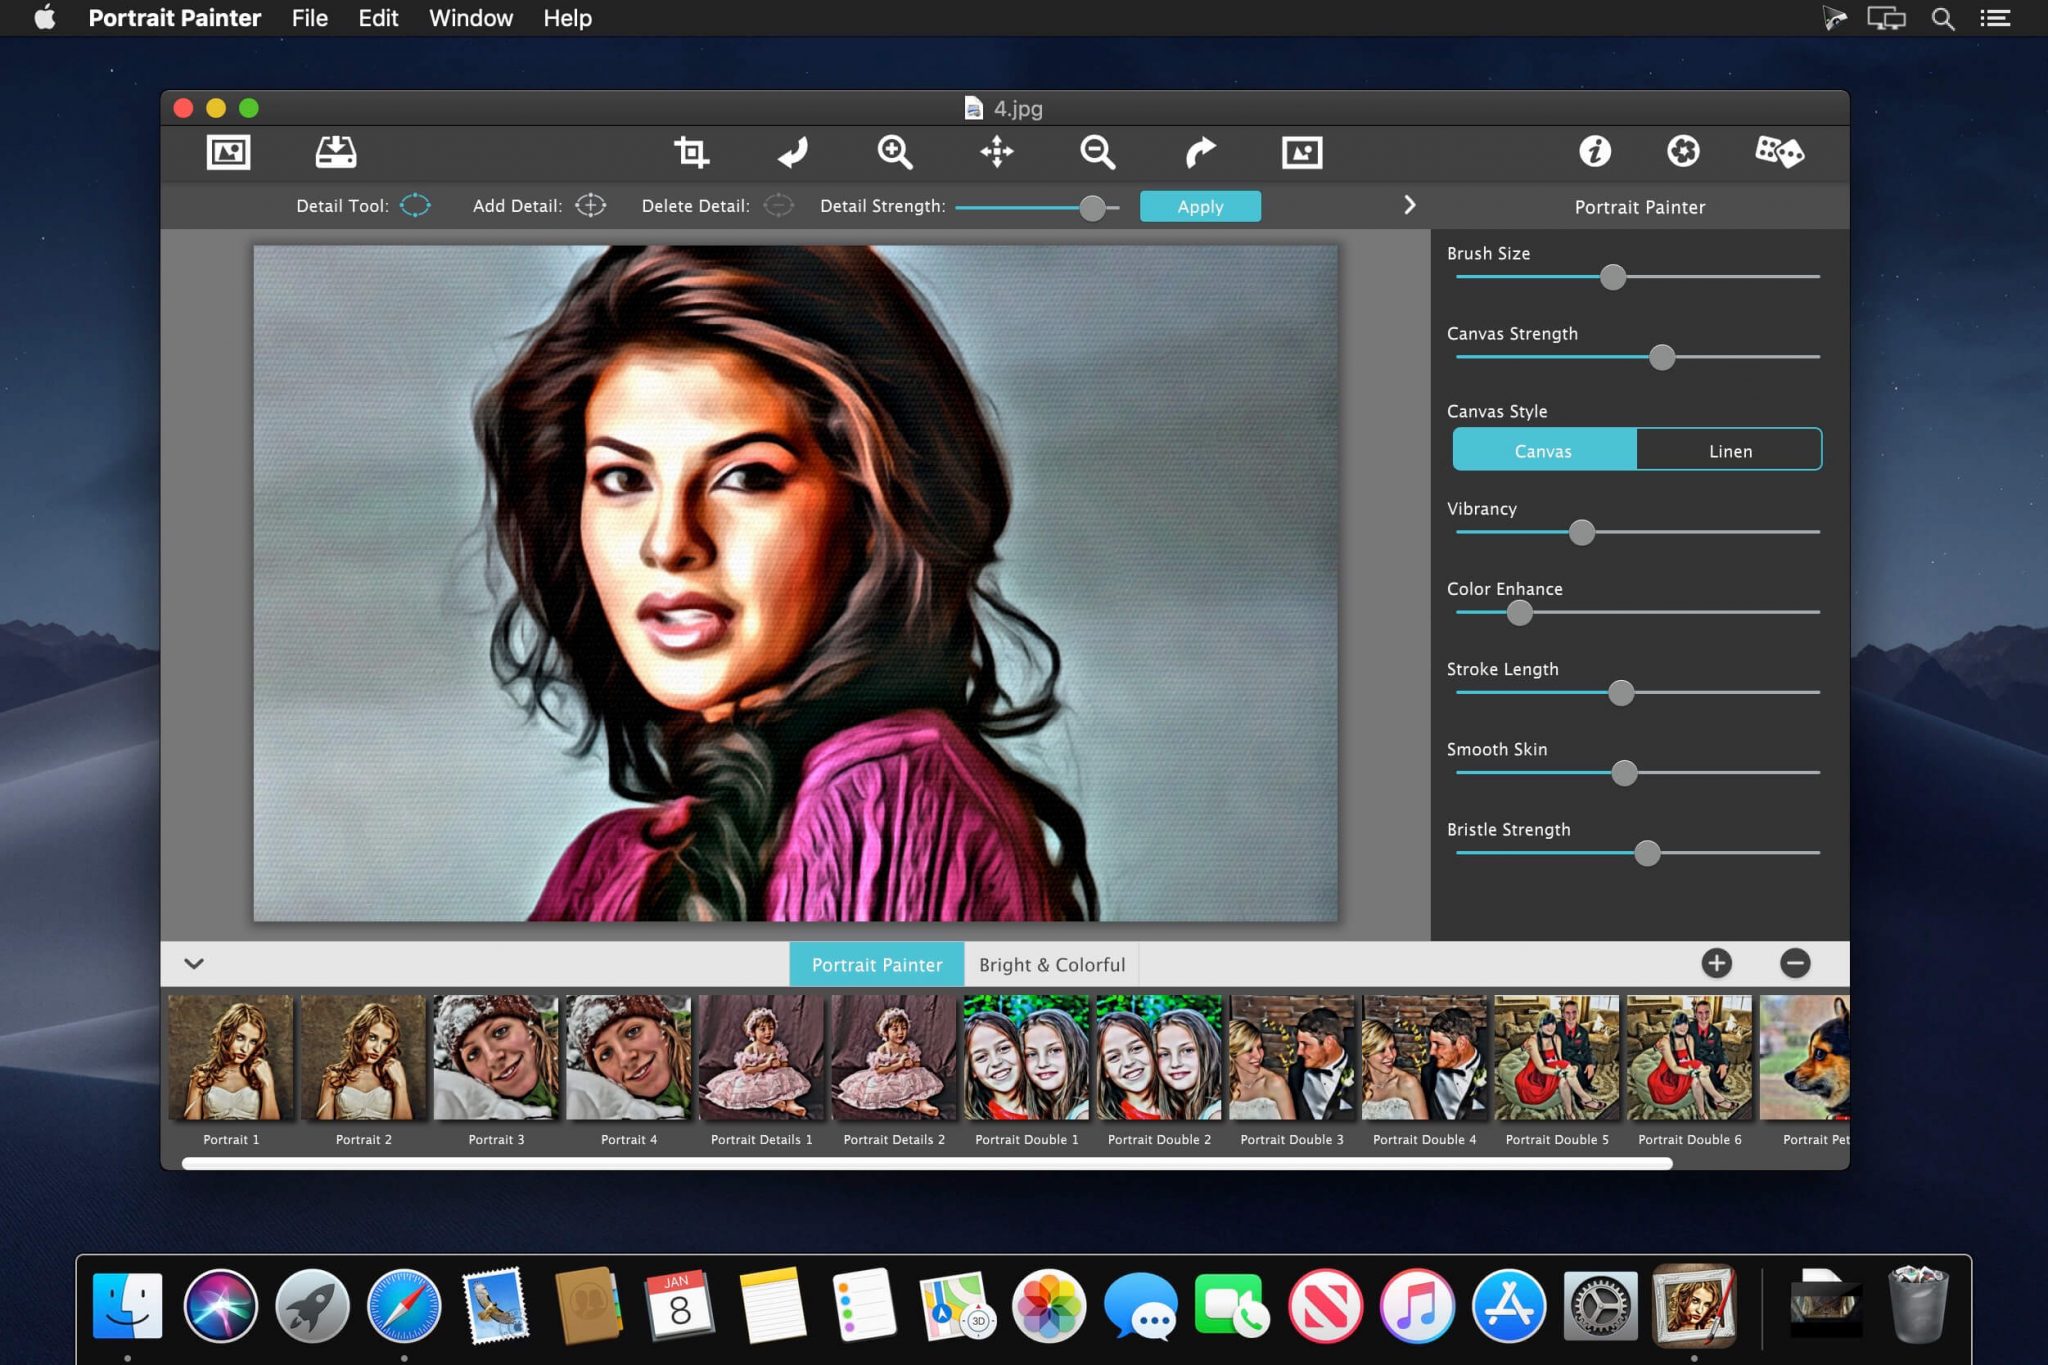 Portrait Painter File Edit Window Help
4.jpg
Detail Tool: Add Detail: Delete Detail: Detail Strength: Apply
Portrait Painter
Brush Size
Canvas Strength
Canvas Style
Canvas Linen
Vibrancy
Color Enhance
Stroke Length
Smooth Skin
Bristle Strength
Portrait Painter Bright & Colorful
Portrait 1 Portrait 2 Portrait 3 Portrait 4 Portrait Details 1 Portrait Details 2 Portrait Double 1 Portrait Double 2 Portrait Double 3 Portrait Double 4 Portrait Double 5 Portrait Double 6 Portrait Pet
JAN
8
3D